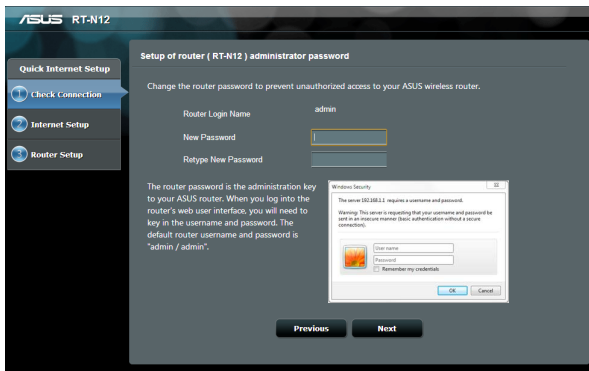 ASUS RT-N12
Quick Internet Setup
1 Check Connection
2 Internet Setup
3 Router Setup
Setup of router ( RT-N12 ) administrator password
Change the router password to prevent unauthorized access to your ASUS wireless router.
Router Login Name admin
New Password
Retype New Password
The router password is the administration key
to your ASUS router. When you log into the
router's web user interface, you will need to
key in the username and password. The
default router username and password is
"admin / admin".
Windows Security
The server 192.168.1.1 requires a username and password.
Warning: This server is requesting that your username and password be
sent in an insecure manner (basic authentication without a secure
connection).
User name
Password
Remember my credentials
OK Cancel
Previous Next